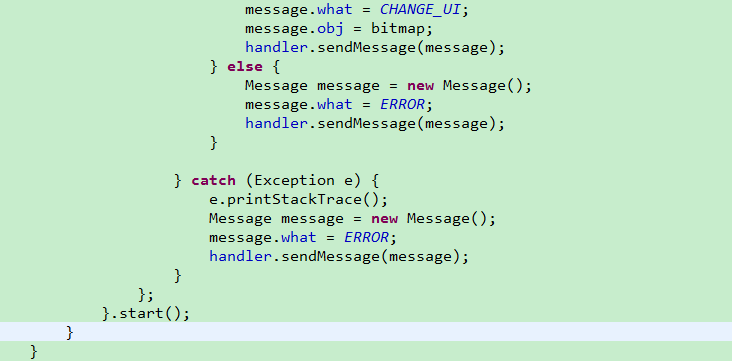 message.what = CHANGE_UI;
message.obj = bitmap;
handler.sendMessage(message);
} else {
Message message = new Message();
message.what = ERROR;
handler.sendMessage(message);
}
} catch (Exception e) {
e.printStackTrace();
Message message = new Message();
message.what = ERROR;
handler.sendMessage(message);
}
};
}.start();
}
}